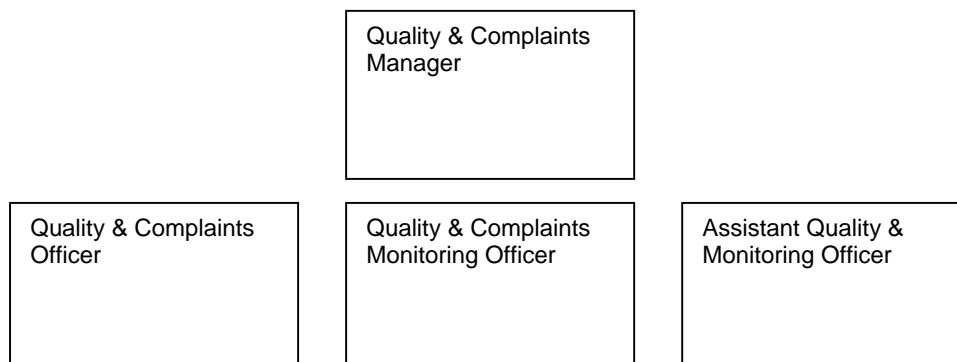 Quality & Complaints
Manager
Quality & Complaints
Officer
Quality & Complaints
Monitoring Officer
Assistant Quality &
Monitoring Officer